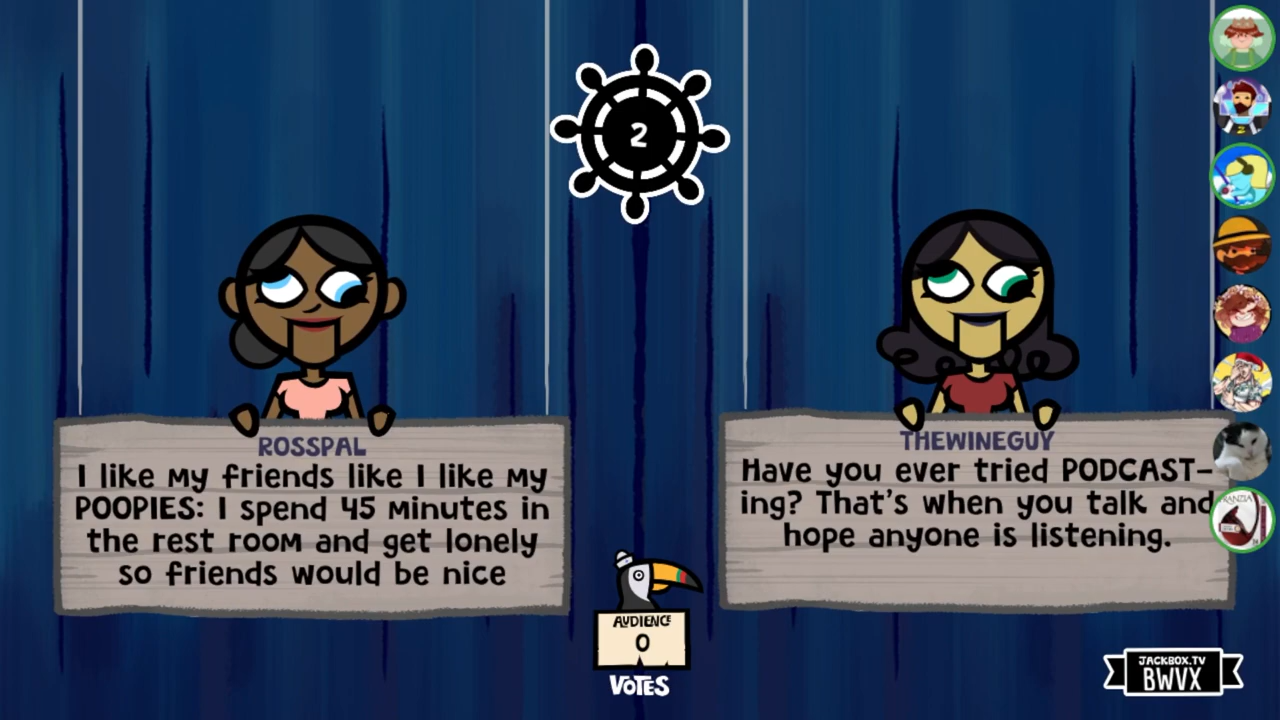 2
ROSSPAL
I like my friends like I like my
POOPIES: I spend 45 minutes in
the rest room and get lonely
so friends would be nice
THEWINEGUY
Have you ever tried PODCAST-
ing? That's when you talk and
hope anyone is listening.
AUDIENCE
0
VOTES
JACKBOX.TV
BWVX